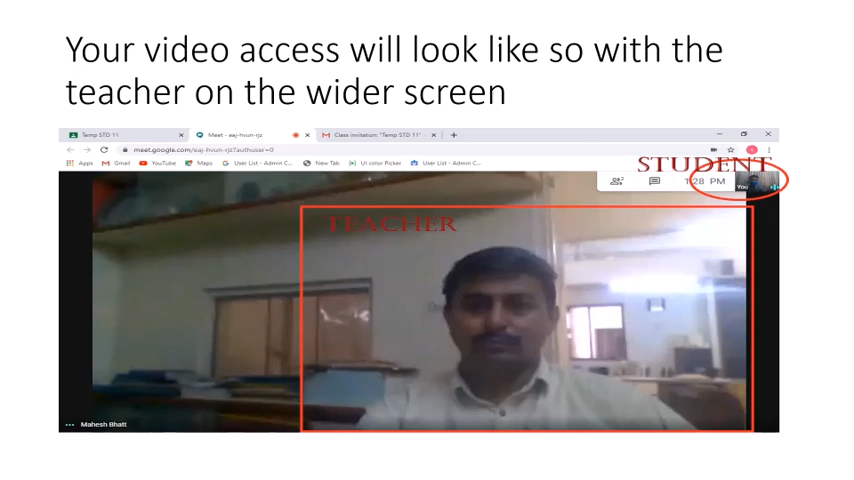 Your video access will look like so with the
teacher on the wider screen
Temp STD 11
Meet - eaj-hvun-rjz
Class invitation: "Temp STD 11" -
meet.google.com/eaj-hvun-rjz?authuser=0
Apps Gmail YouTube Maps User List - Admin C... New Tab UI color Picker User List - Admin C...
STUDENT
2 1:28 PM You
TEACHER
Mahesh Bhatt